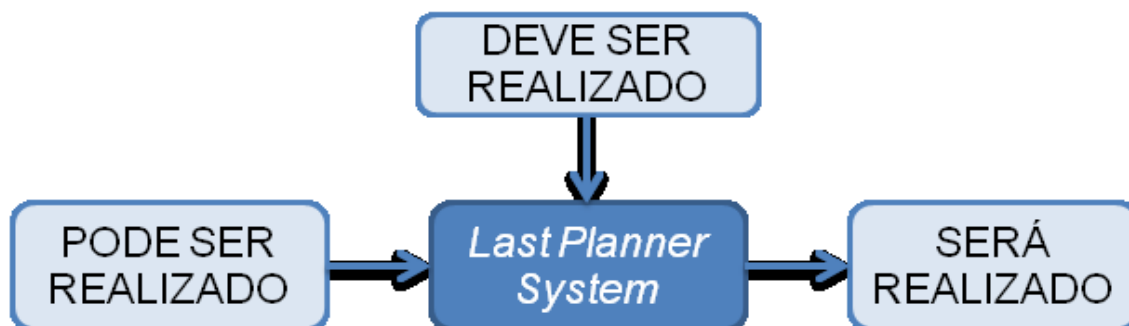 DEVE SER
REALIZADO
PODE SER
REALIZADO
Last Planner
System
SERÁ
REALIZADO